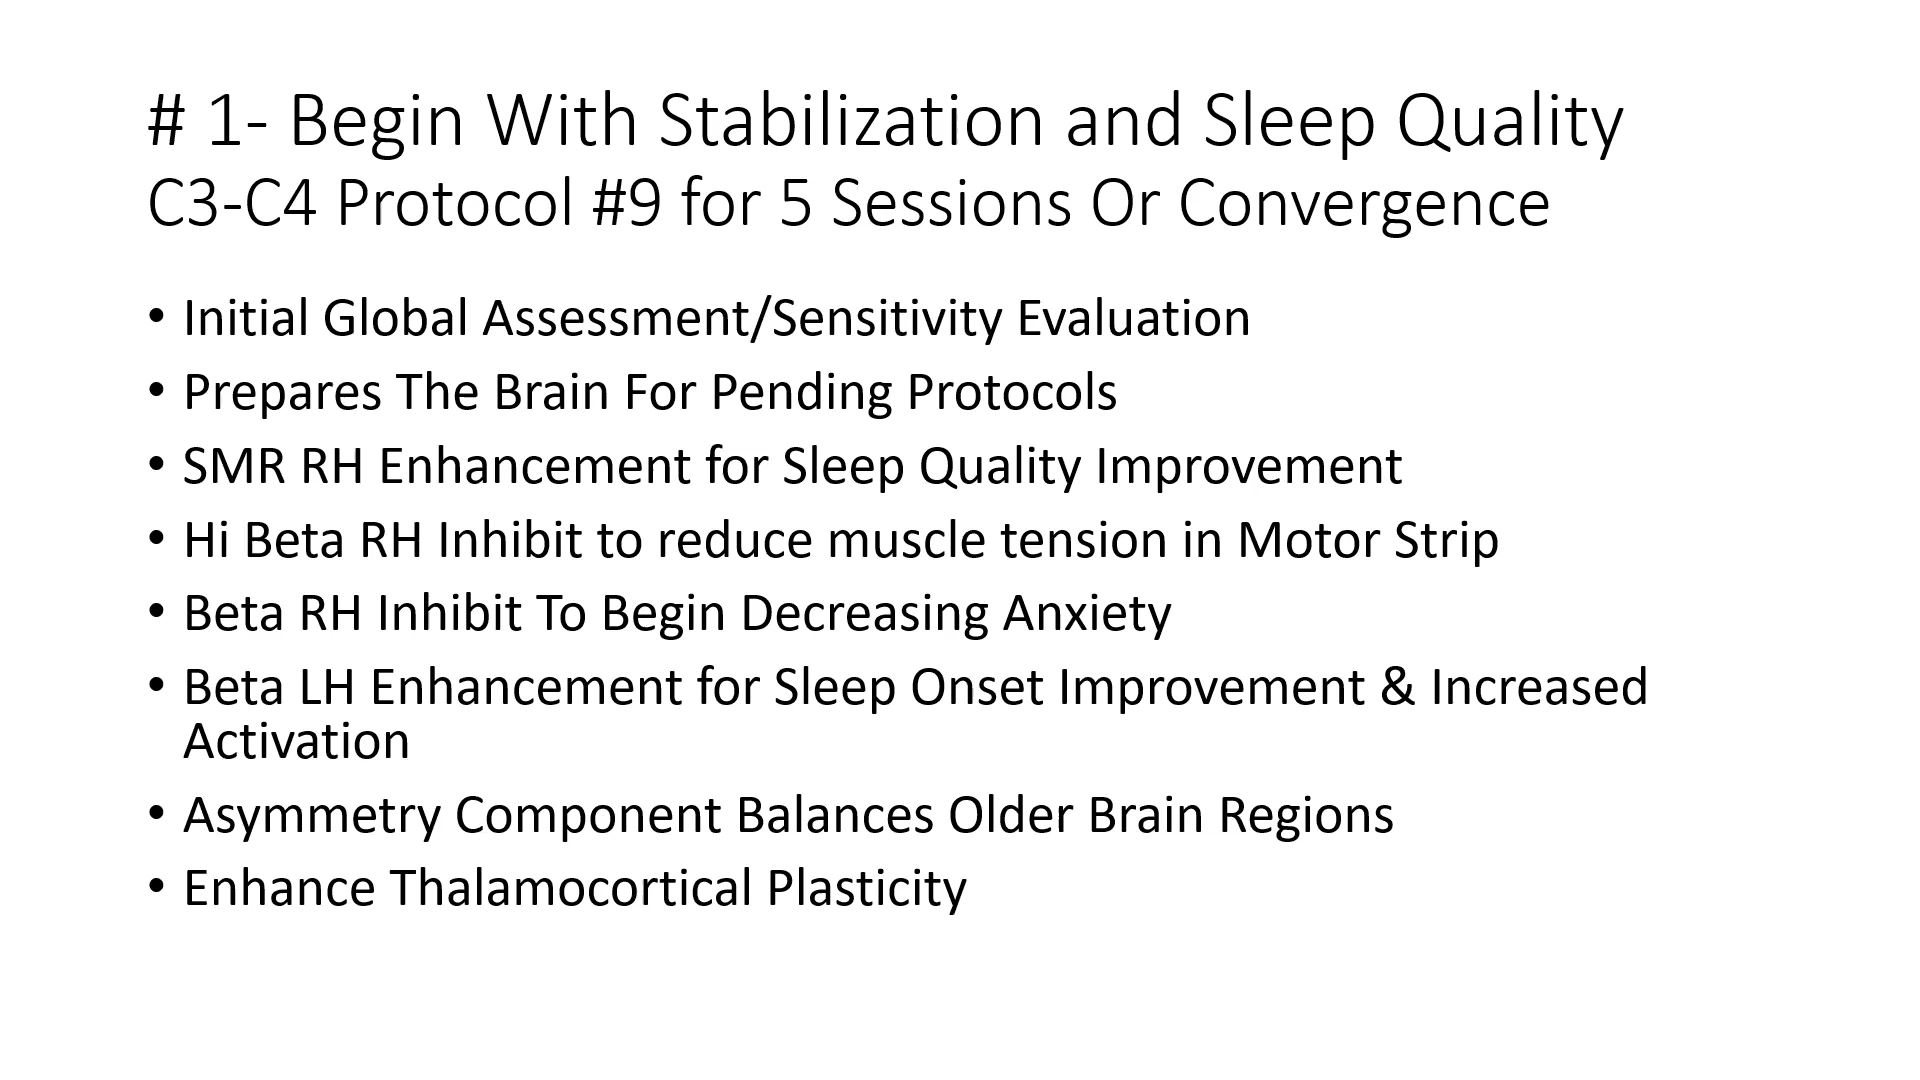 # 1- Begin With Stabilization and Sleep Quality
C3-C4 Protocol #9 for 5 Sessions Or Convergence
• Initial Global Assessment/Sensitivity Evaluation
• Prepares The Brain For Pending Protocols
• SMR RH Enhancement for Sleep Quality Improvement
• Hi Beta RH Inhibit to reduce muscle tension in Motor Strip
• Beta RH Inhibit To Begin Decreasing Anxiety
• Beta LH Enhancement for Sleep Onset Improvement & Increased
Activation
• Asymmetry Component Balances Older Brain Regions
• Enhance Thalamocortical Plasticity